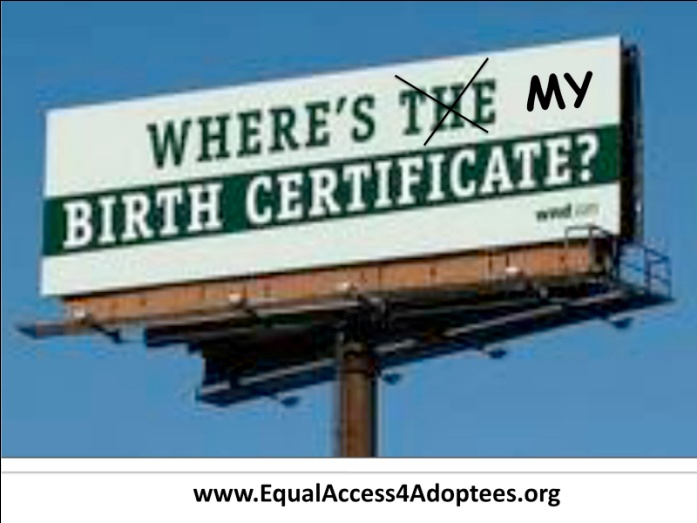 WHERE'S THE MY
BIRTH CERTIFICATE?
wnd.com
www.EqualAccess4Adoptees.org